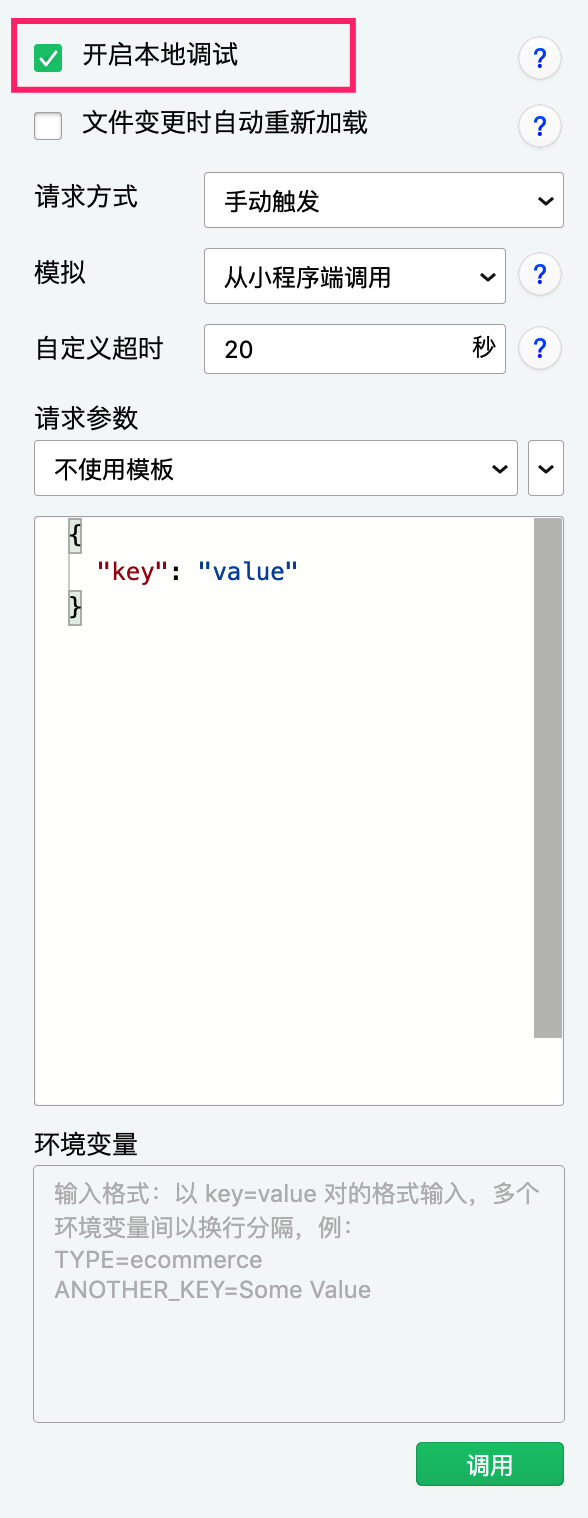 开启本地调试
?
文件变更时自动重新加载
?
请求方式
手动触发
模拟
从小程序端调用
?
自定义超时
20
秒
?
请求参数
不使用模板
{
"key": "value"
}
环境变量
输入格式：以 key=value 对的格式输入，多个
环境变量间以换行分隔，例：
TYPE=ecommerce
ANOTHER_KEY=Some Value
调用